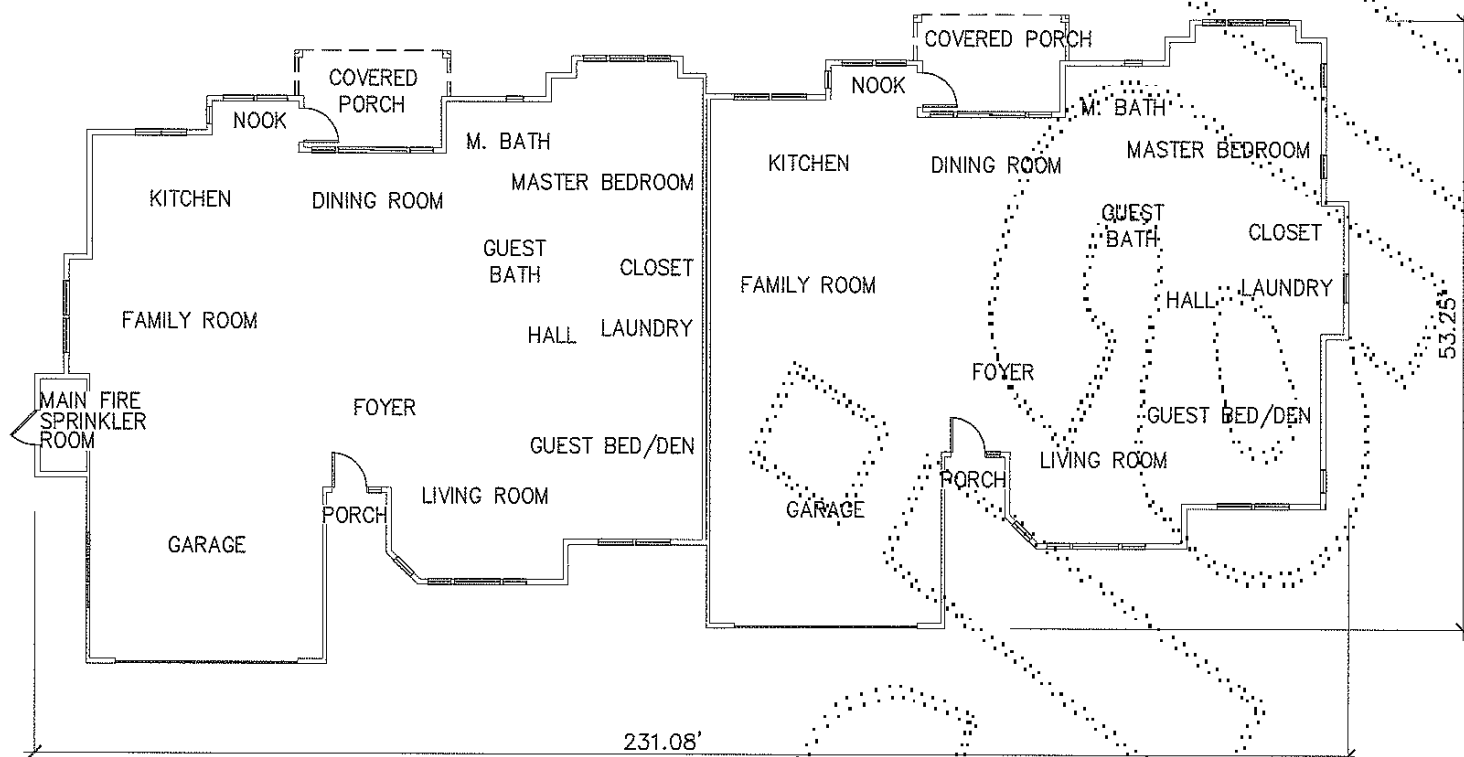 COVERED PORCH
COVERED
PORCH
NOOK
NOOK
M. BATH
M. BATH
KITCHEN
DINING ROOM
MASTER BEDROOM
KITCHEN
DINING ROOM
MASTER BEDROOM
GUEST
BATH
CLOSET
GUEST
BATH
CLOSET
FAMILY ROOM
HALL
LAUNDRY
FAMILY ROOM
HALL
LAUNDRY
53.25'
MAIN FIRE
SPRINKLER
ROOM
FOYER
FOYER
GUEST BED/DEN
GUEST BED/DEN
LIVING ROOM
PORCH
LIVING ROOM
PORCH
GARAGE
GARAGE
231.08'